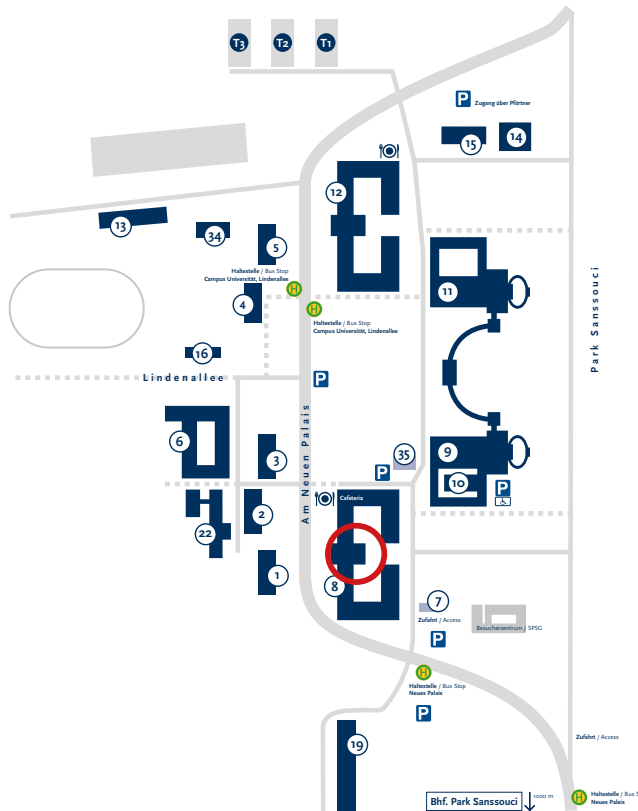 T3 T2 T1
P Zugang über Pförtner
15 14
12
13
34
5
Haltestelle / Bus Stop
Campus Universität, Lindenallee
H
4
11
H
Haltestelle / Bus Stop
Campus Universität, Lindenallee
Park Sanssouci
16
Lindenallee
P
Am Neuen Palais
6
3
35
P
9
10
P
Cafeteria
2
22
1
8
7
Zufahrt / Access
Besucherzentrum / SPSG
P
H
Haltestelle / Bus Stop
Neues Palais
P
19
Zufahrt / Access
Bhf. Park Sanssouci
1000 m
H
Haltestelle / Bus S
Neues Palais